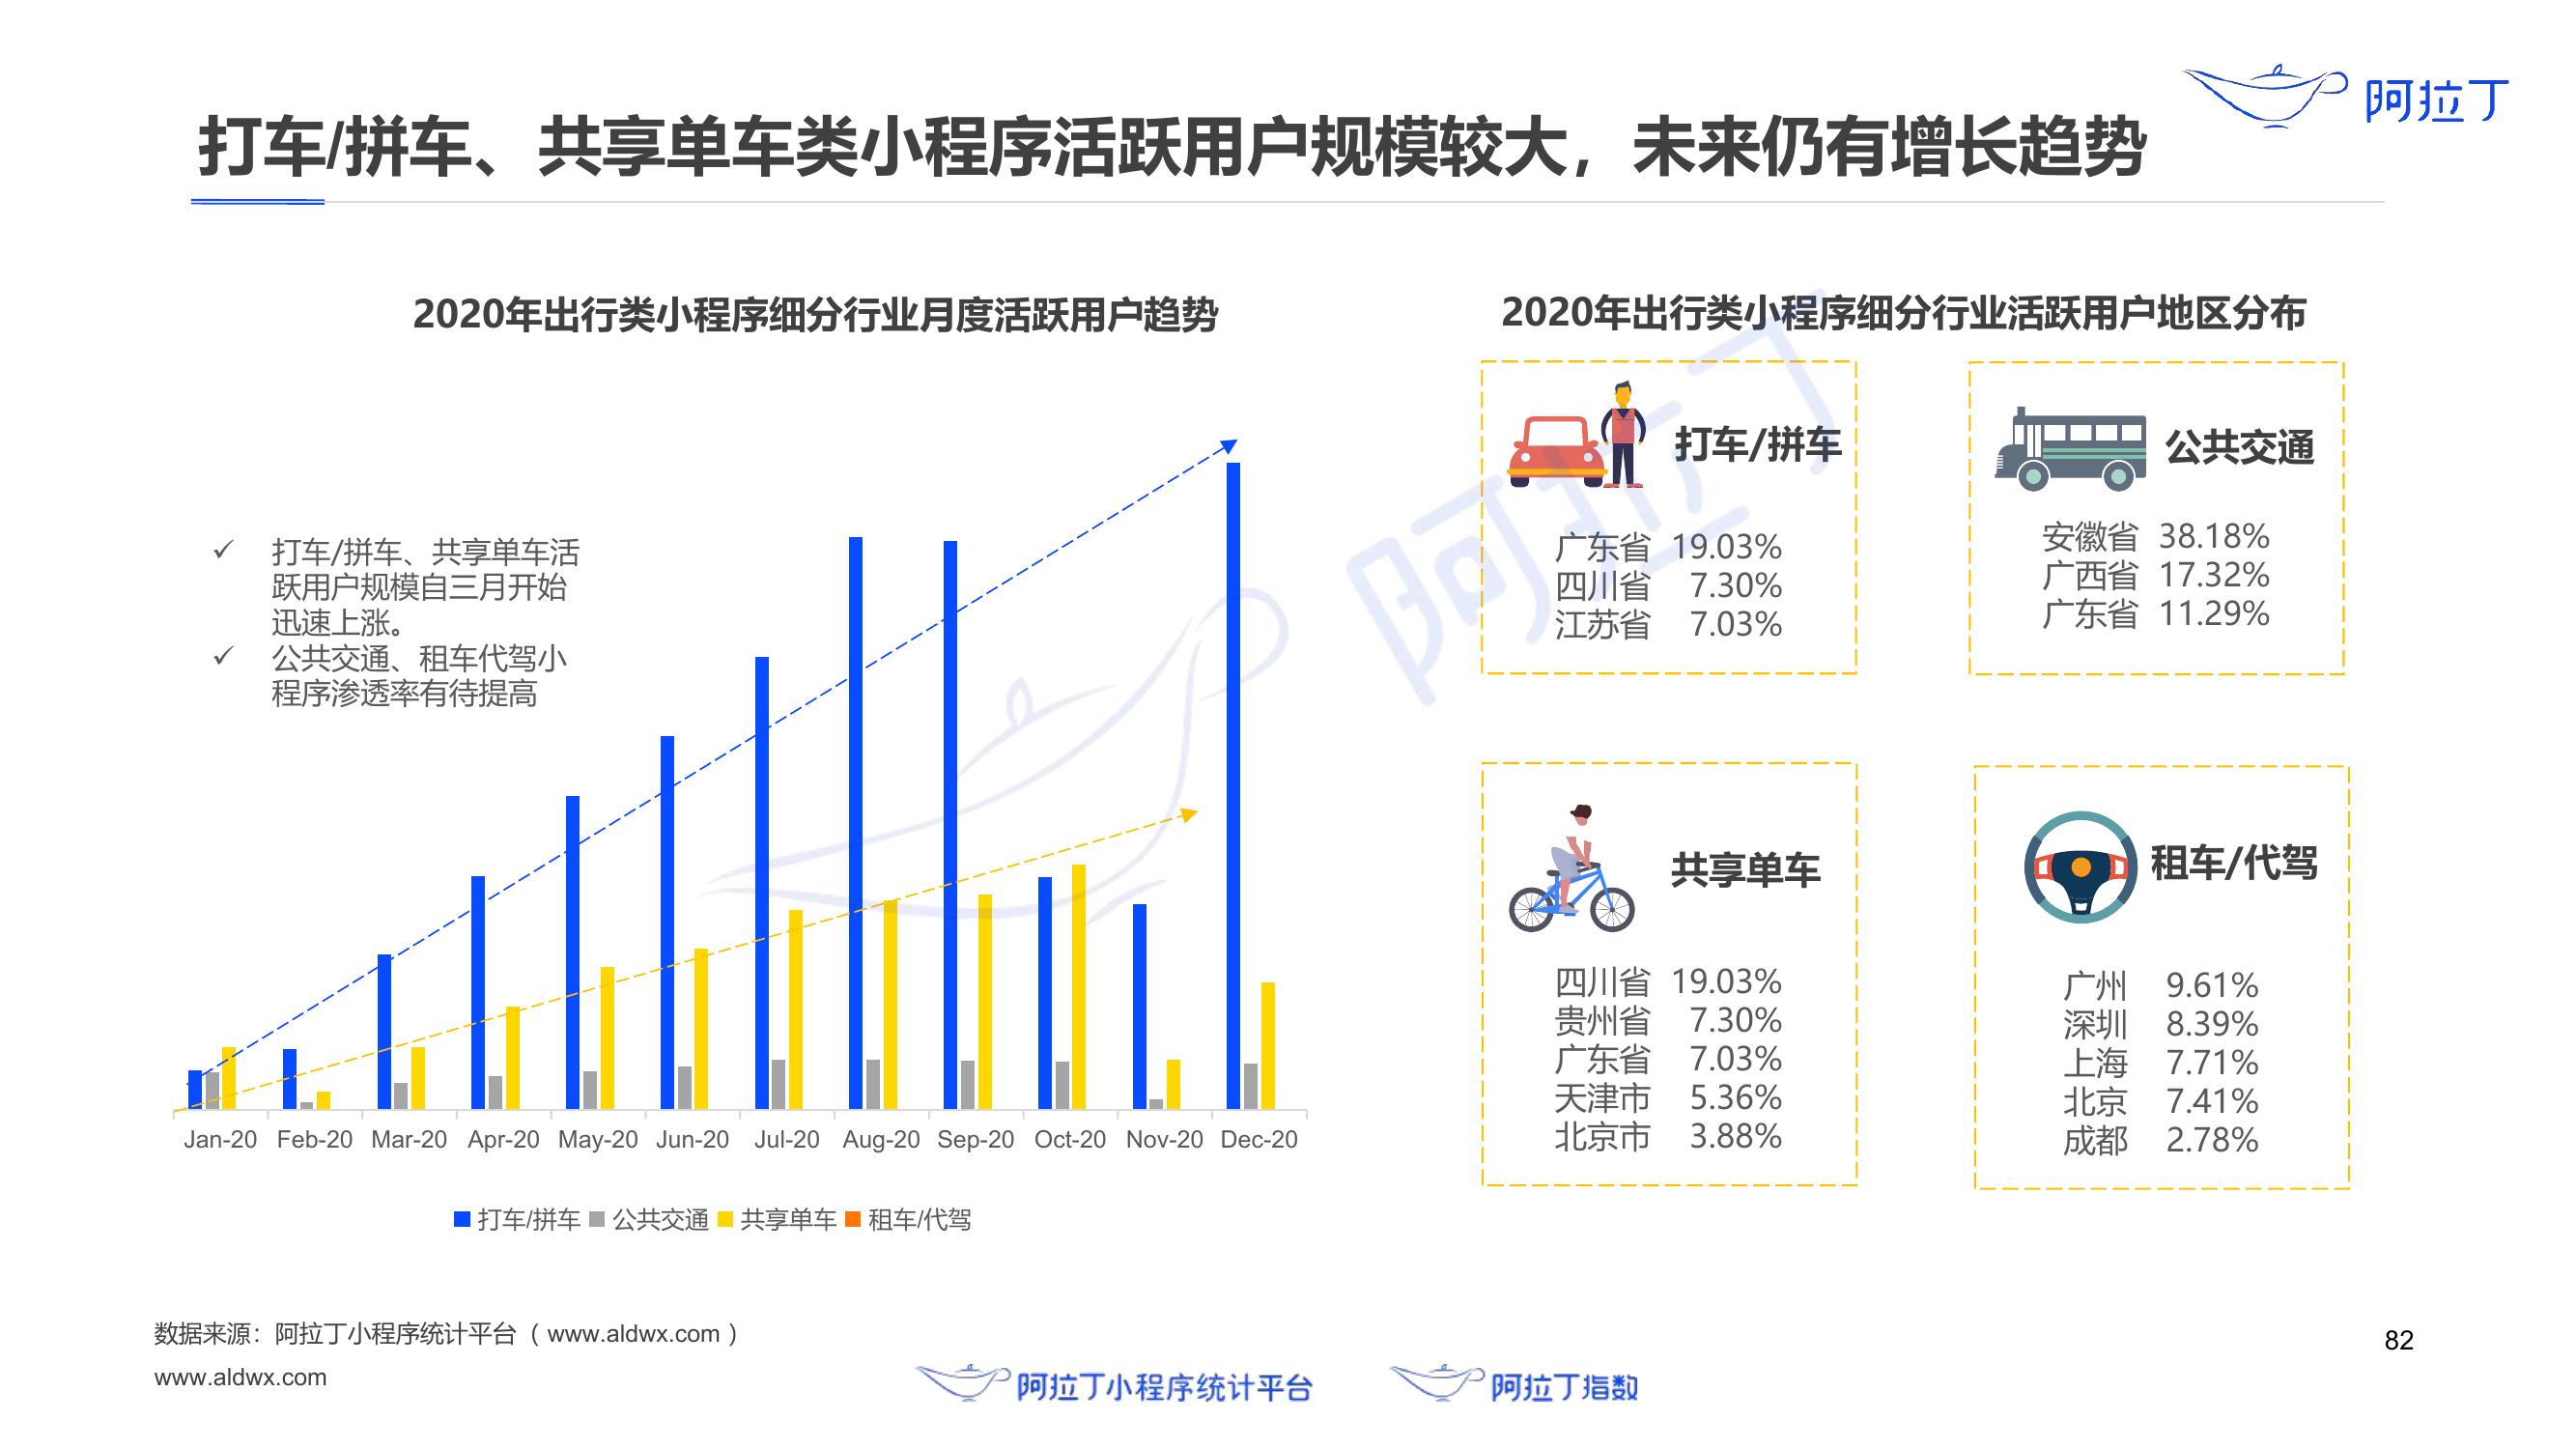 阿拉丁
打车/拼车、共享单车类小程序活跃用户规模较大，未来仍有增长趋势
2020年出行类小程序细分行业月度活跃用户趋势
✓ 打车/拼车、共享单车活
跃用户规模自三月开始
迅速上涨。
✓ 公共交通、租车代驾小
程序渗透率有待提高
Jan-20 Feb-20 Mar-20 Apr-20 May-20 Jun-20 Jul-20 Aug-20 Sep-20 Oct-20 Nov-20 Dec-20
打车/拼车 公共交通 共享单车 租车/代驾
2020年出行类小程序细分行业活跃用户地区分布
打车/拼车
广东省 19.03%
四川省 7.30%
江苏省 7.03%
公共交通
安徽省 38.18%
广西省 17.32%
广东省 11.29%
共享单车
四川省 19.03%
贵州省 7.30%
广东省 7.03%
天津市 5.36%
北京市 3.88%
租车/代驾
广州 9.61%
深圳 8.39%
上海 7.71%
北京 7.41%
成都 2.78%
阿拉丁
数据来源：阿拉丁小程序统计平台（www.aldwx.com）
82
www.aldwx.com
阿拉丁小程序统计平台
阿拉丁指数